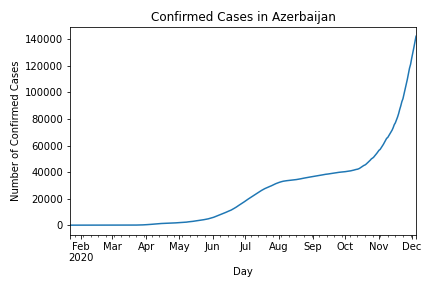 Confirmed Cases in Azerbaijan
140000
120000
100000
80000
60000
40000
20000
0
Number of Confirmed Cases
Feb Mar Apr May Jun Jul Aug Sep Oct Nov Dec
2020
Day